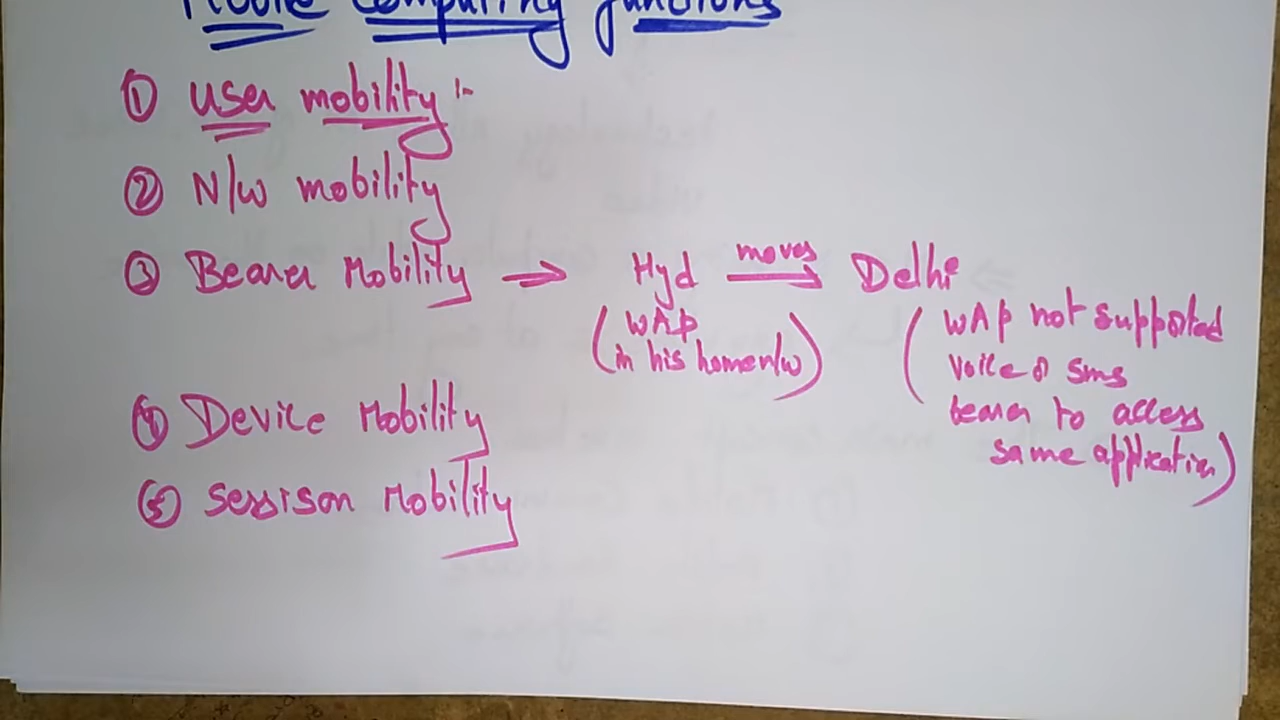 Mobile Computing functions
① user mobility :-
② N/w mobility
③ Bearer Mobility → Hyd moves Delhi
(WAP in his home n/w)
(WAP not supported
voice or sms
bearer to access
same application)
④ Device Mobility
⑤ Sessison Mobility